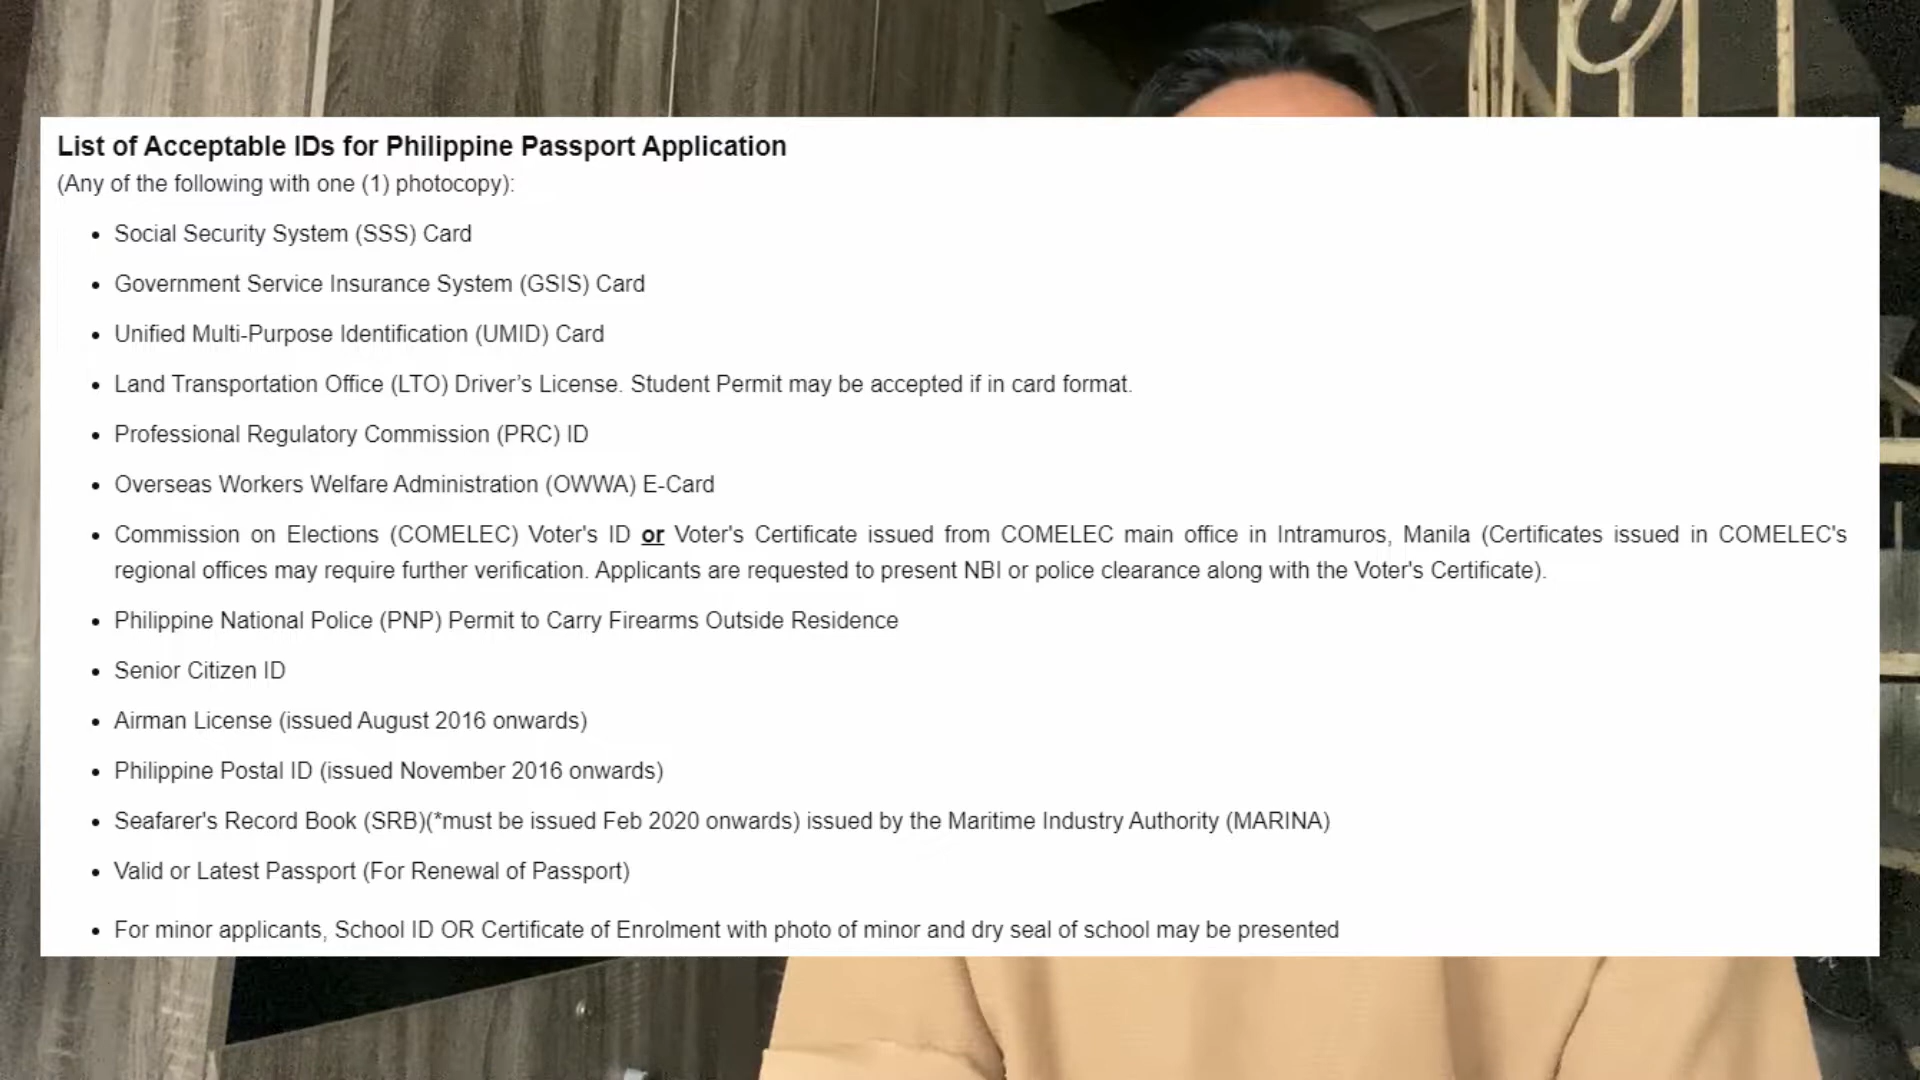 List of Acceptable IDs for Philippine Passport Application
(Any of the following with one (1) photocopy):
• Social Security System (SSS) Card
• Government Service Insurance System (GSIS) Card
• Unified Multi-Purpose Identification (UMID) Card
• Land Transportation Office (LTO) Driver’s License. Student Permit may be accepted if in card format.
• Professional Regulatory Commission (PRC) ID
• Overseas Workers Welfare Administration (OWWA) E-Card
• Commission on Elections (COMELEC) Voter's ID or Voter's Certificate issued from COMELEC main office in Intramuros, Manila (Certificates issued in COMELEC's
regional offices may require further verification. Applicants are requested to present NBI or police clearance along with the Voter's Certificate).
• Philippine National Police (PNP) Permit to Carry Firearms Outside Residence
• Senior Citizen ID
• Airman License (issued August 2016 onwards)
• Philippine Postal ID (issued November 2016 onwards)
• Seafarer's Record Book (SRB)(*must be issued Feb 2020 onwards) issued by the Maritime Industry Authority (MARINA)
• Valid or Latest Passport (For Renewal of Passport)
• For minor applicants, School ID OR Certificate of Enrolment with photo of minor and dry seal of school may be presented